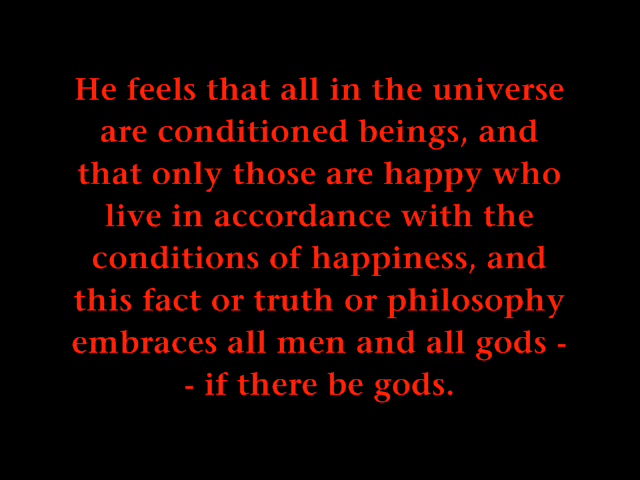 He feels that all in the universe
are conditioned beings, and
that only those are happy who
live in accordance with the
conditions of happiness, and
this fact or truth or philosophy
embraces all men and all gods -
- if there be gods.